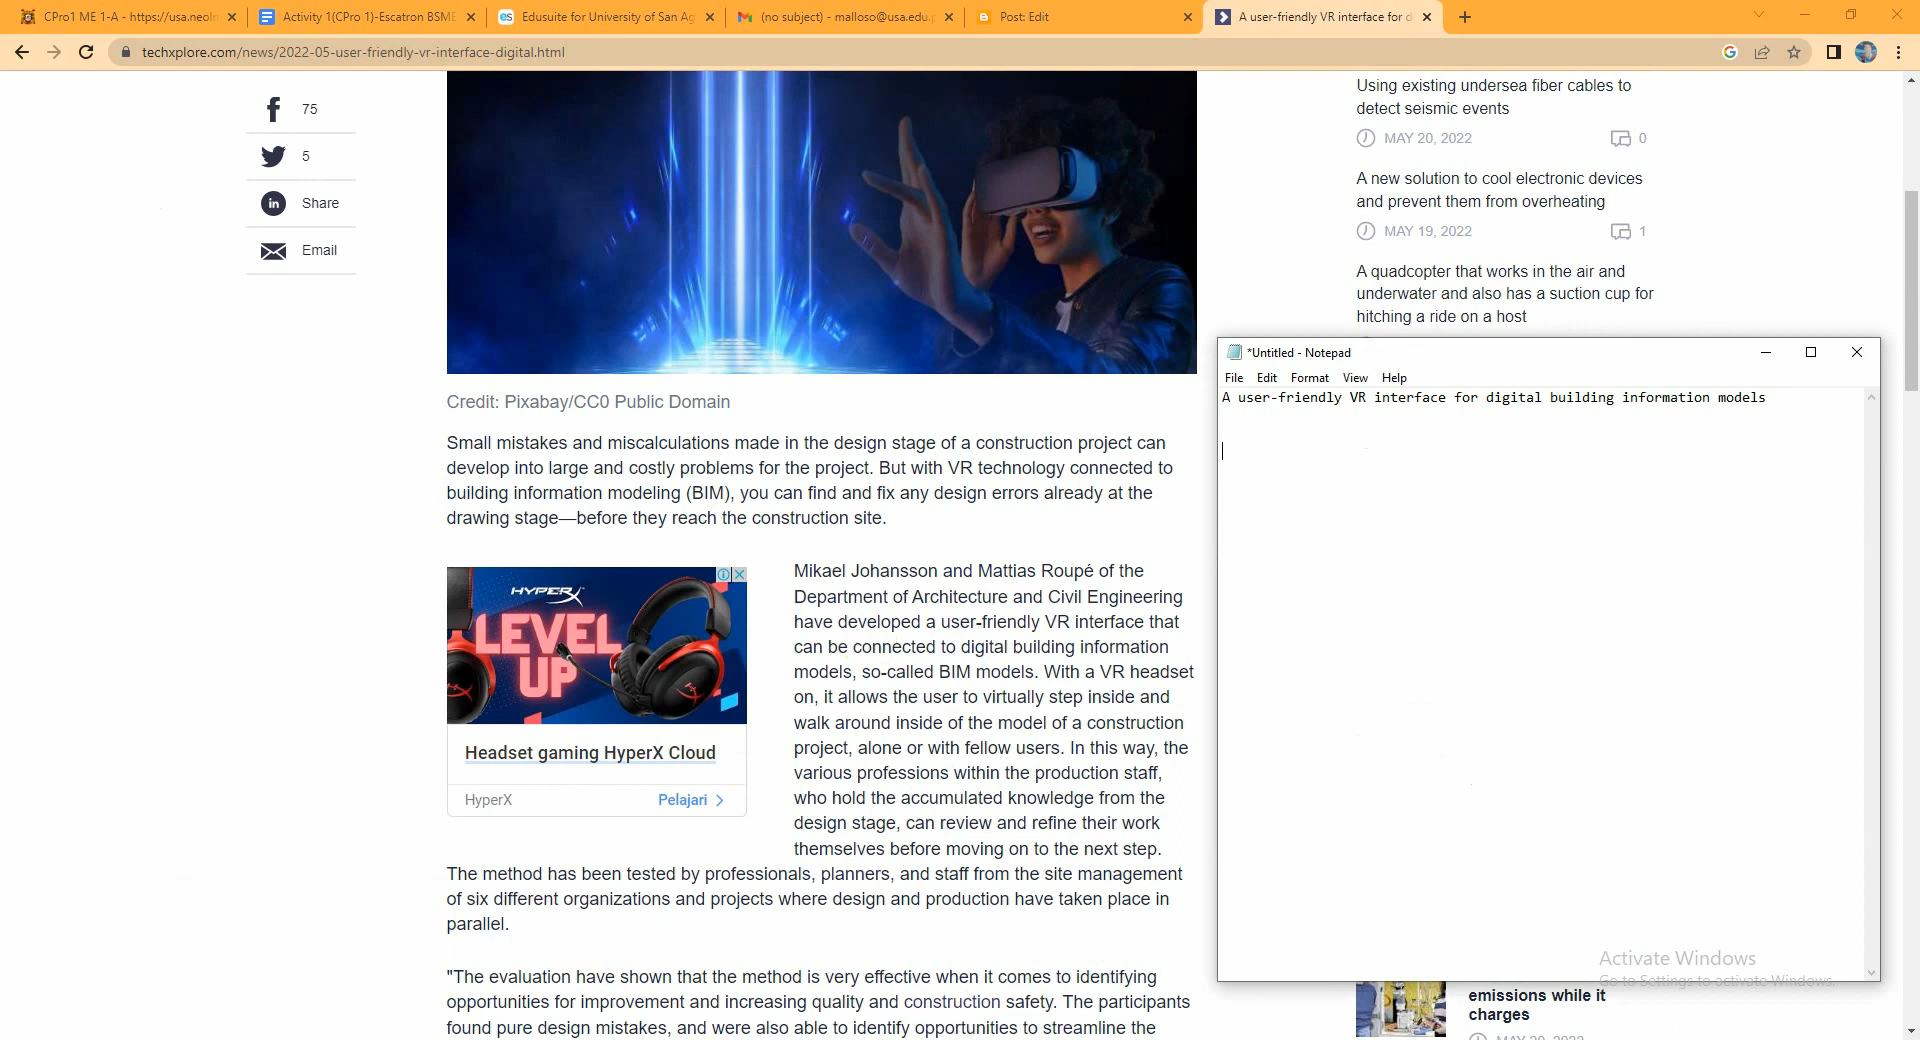 CPro1 ME 1-A - https://usa.neoln
Activity 1(CPro 1)-Escatron BSME
Edusuite for University of San Ag
(no subject) - malloso@usa.edu.p
Post: Edit
A user-friendly VR interface for d
techxplore.com/news/2022-05-user-friendly-vr-interface-digital.html
75
5
Share
Email
Credit: Pixabay/CC0 Public Domain
Small mistakes and miscalculations made in the design stage of a construction project can
develop into large and costly problems for the project. But with VR technology connected to
building information modeling (BIM), you can find and fix any design errors already at the
drawing stage—before they reach the construction site.
HYPERX
LEVEL
UP
Headset gaming HyperX Cloud
HyperX
Pelajari
Mikael Johansson and Mattias Roupé of the
Department of Architecture and Civil Engineering
have developed a user-friendly VR interface that
can be connected to digital building information
models, so-called BIM models. With a VR headset
on, it allows the user to virtually step inside and
walk around inside of the model of a construction
project, alone or with fellow users. In this way, the
various professions within the production staff,
who hold the accumulated knowledge from the
design stage, can review and refine their work
themselves before moving on to the next step.
The method has been tested by professionals, planners, and staff from the site management
of six different organizations and projects where design and production have taken place in
parallel.
"The evaluation have shown that the method is very effective when it comes to identifying
opportunities for improvement and increasing quality and construction safety. The participants
found pure design mistakes, and were also able to identify opportunities to streamline the
Using existing undersea fiber cables to
detect seismic events
MAY 20, 2022
0
A new solution to cool electronic devices
and prevent them from overheating
MAY 19, 2022
1
A quadcopter that works in the air and
underwater and also has a suction cup for
hitching a ride on a host
*Untitled - Notepad
File Edit Format View Help
A user-friendly VR interface for digital building information models
Activate Windows
Go to Settings to activate Windows.
emissions while it
charges
MAY 20, 2022